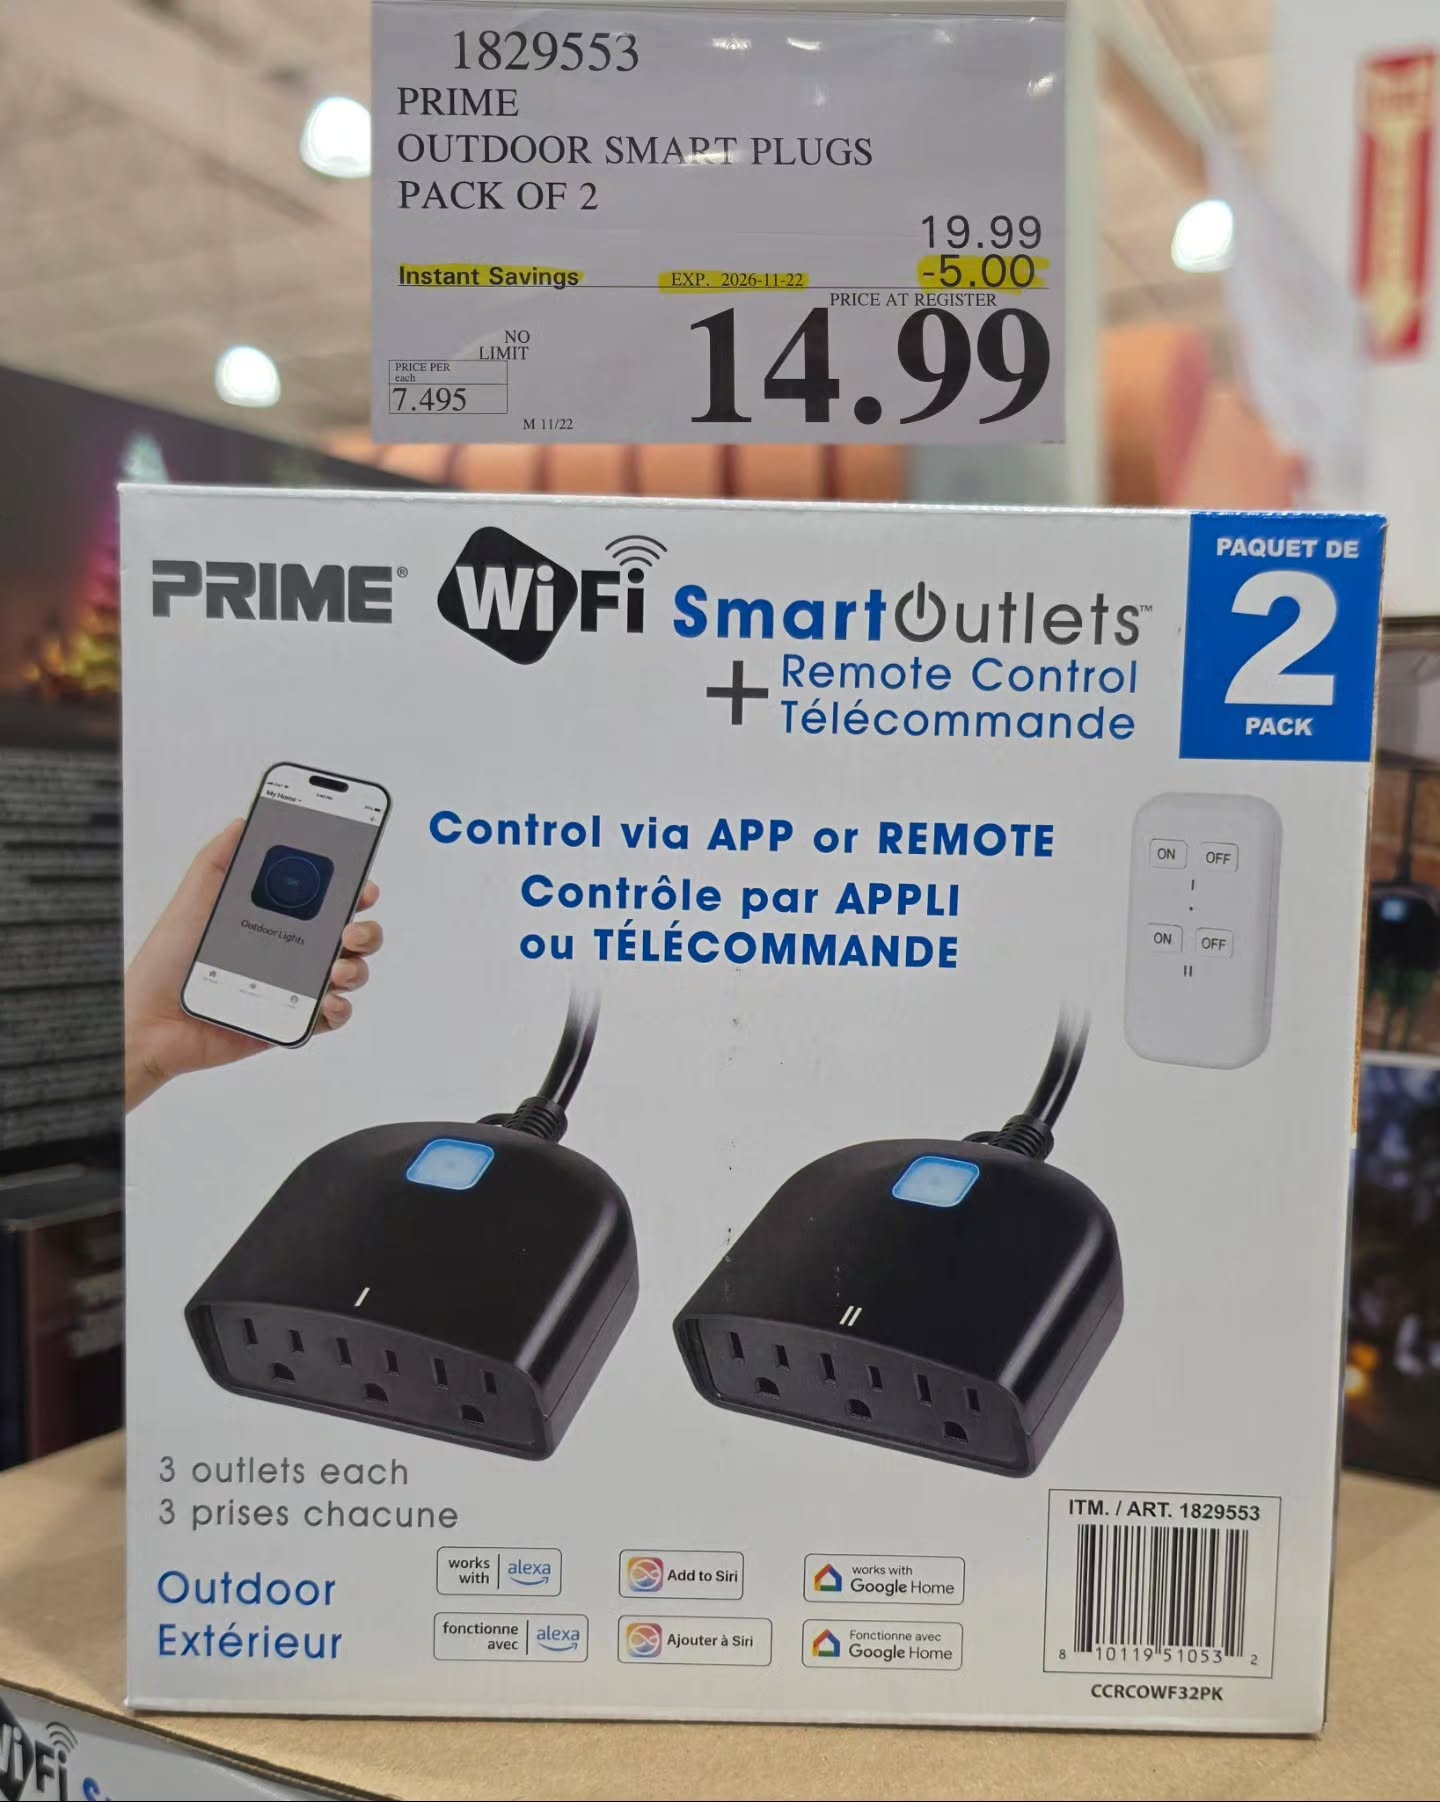 1829553
PRIME
OUTDOOR SMART PLUGS
PACK OF 2
19.99
Instant Savings EXP. 2026-11-22 -5.00
PRICE AT REGISTER
14.99
NO
LIMIT
PRICE PER
each
7.495
M 11/22
PRIME®
WiFi
SmartOutlets™
+ Remote Control
Télécommande
PAQUET DE
2
PACK
My Home
Outdoor Lights
Control via APP or REMOTE
Contrôle par APPLI
ou TÉLÉCOMMANDE
ON OFF
I
ON OFF
II
I
II
3 outlets each
3 prises chacune
Outdoor
Extérieur
works
with
alexa
Add to Siri
works with
Google Home
fonctionne
avec
alexa
Ajouter à Siri
Fonctionne avec
Google Home
ITM. / ART. 1829553
8 10119 51053 2
CCRCOWF32PK
WiFi